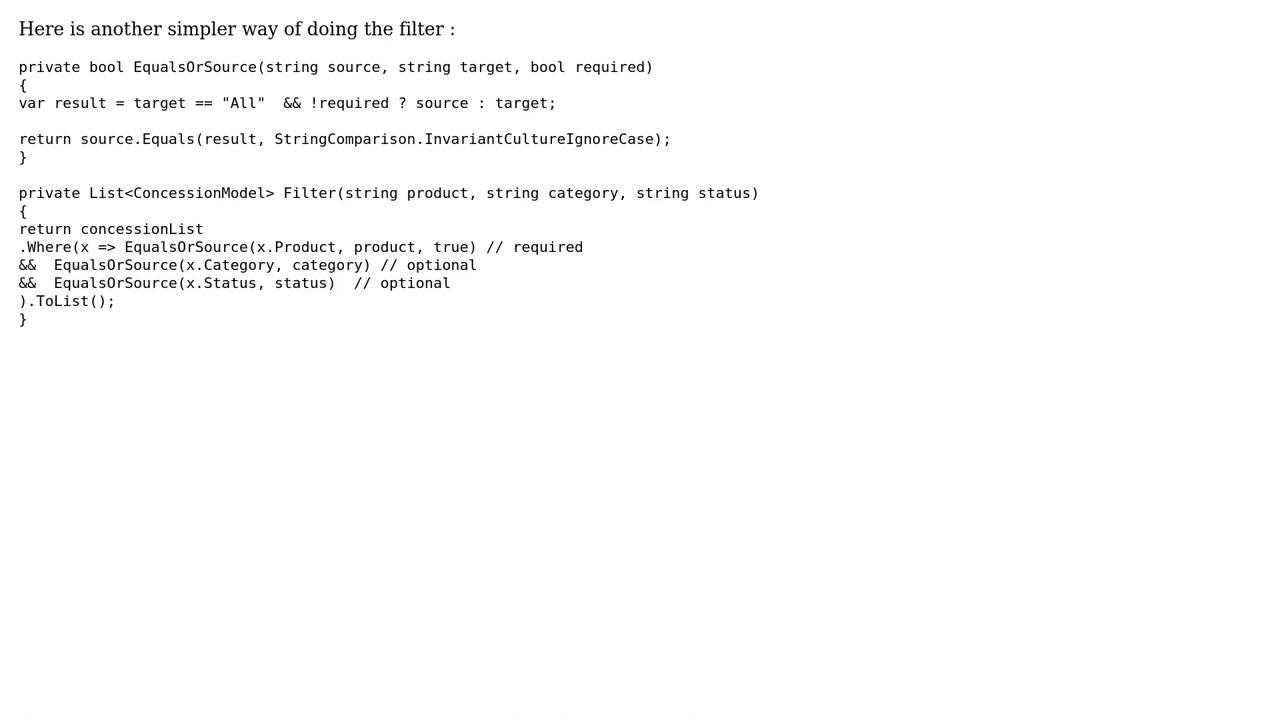 Here is another simpler way of doing the filter :
private bool EqualsOrSource(string source, string target, bool required)
{
var result = target == "All"  && !required ? source : target;
return source.Equals(result, StringComparison.InvariantCultureIgnoreCase);
}
private List<ConcessionModel> Filter(string product, string category, string status)
{
return concessionList
.Where(x => EqualsOrSource(x.Product, product, true) // required
&&  EqualsOrSource(x.Category, category) // optional
&&  EqualsOrSource(x.Status, status)  // optional
).ToList();
}